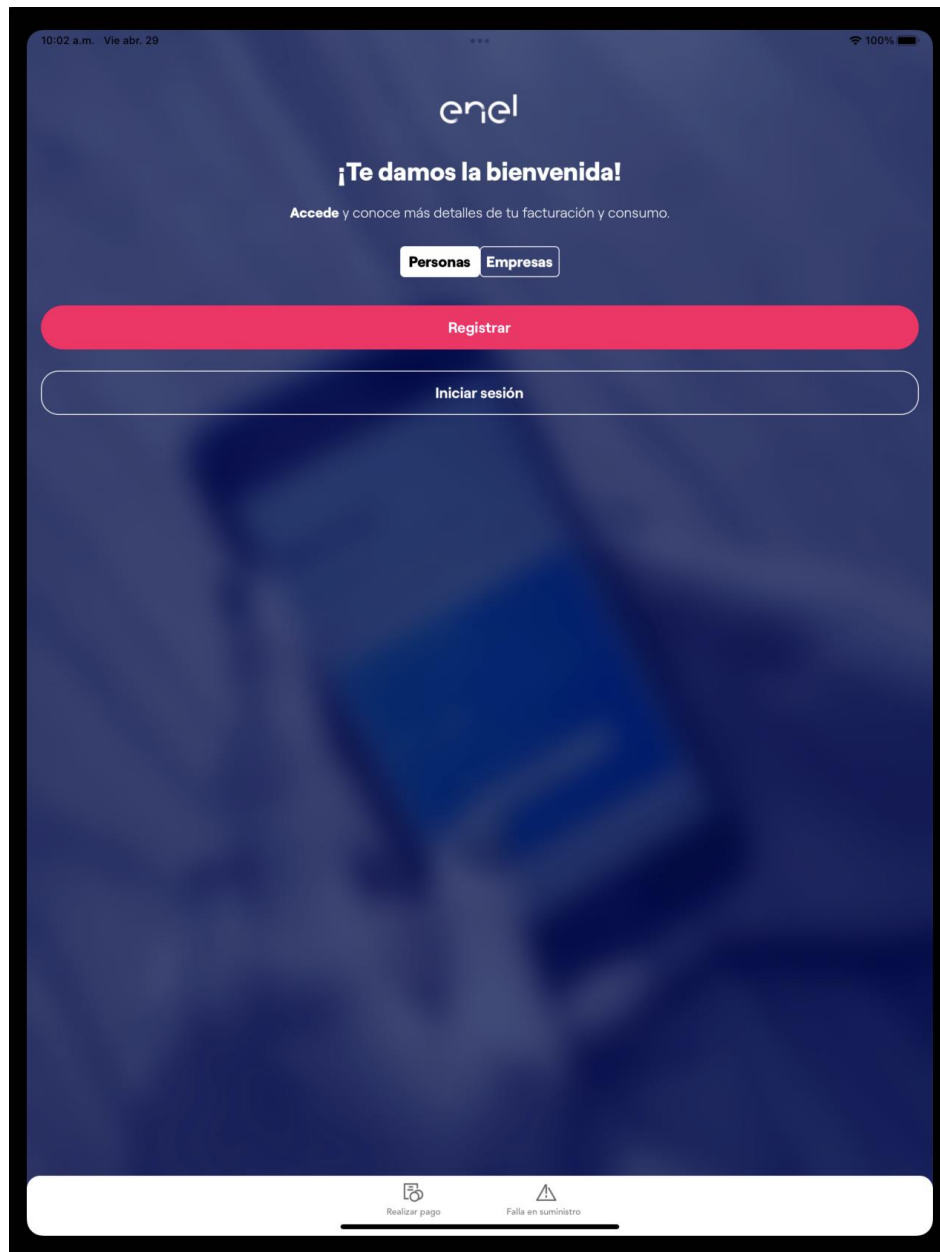 10:02 a.m. Vie abr. 29
100%
enel
¡Te damos la bienvenida!
Accede y conoce más detalles de tu facturación y consumo.
Personas Empresas
Registrar
Iniciar sesión
Realizar pago Falla en suministro